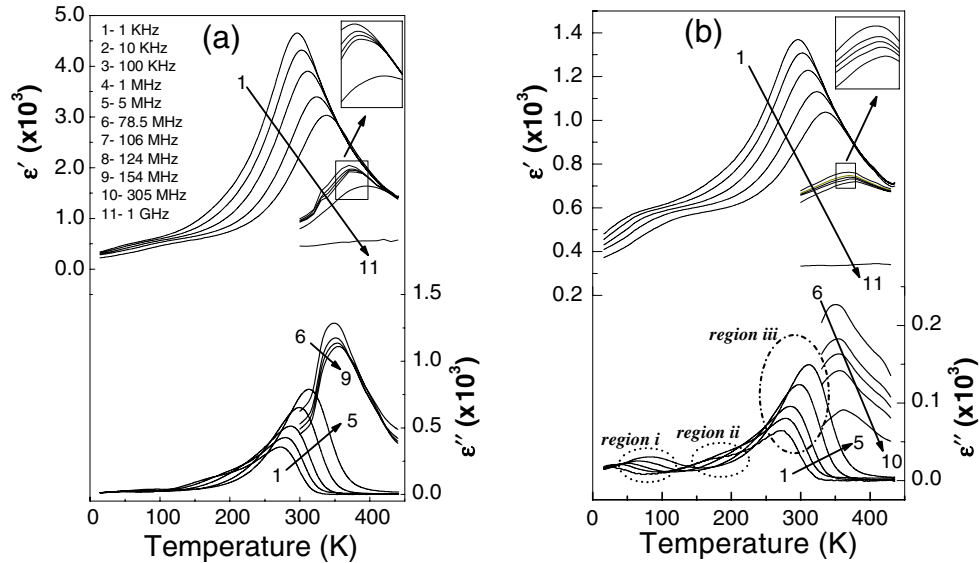 (a)
1- 1 KHz
2- 10 KHz
3- 100 KHz
4- 1 MHz
5- 5 MHz
6- 78.5 MHz
7- 106 MHz
8- 124 MHz
9- 154 MHz
10- 305 MHz
11- 1 GHz
ε′ (x10³)
5.0
4.0
3.0
2.0
1.0
0.0
1
11
1.5
1.0
0.5
0.0
ε″ (x10³)
6
9
5
1
0 100 200 300 400
Temperature (K)
(b)
ε′ (x10³)
1.4
1.2
1.0
0.8
0.6
0.4
0.2
1
11
0.2
0.1
0.0
ε″ (x10³)
region i
region ii
region iii
6
5
10
1
0 100 200 300 400
Temperature (K)